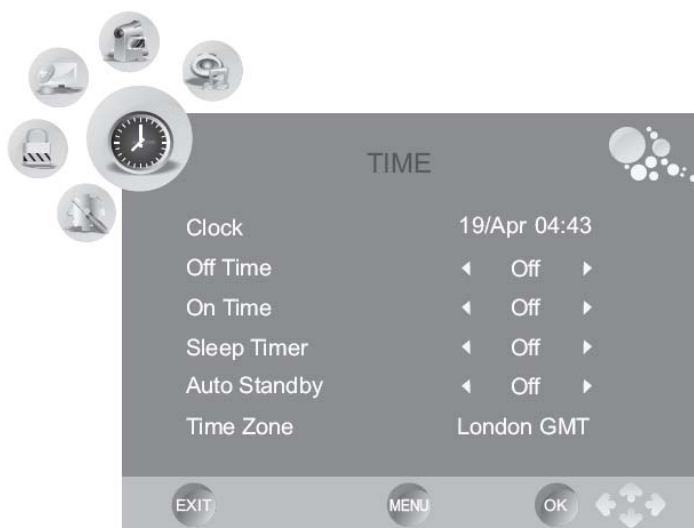 TIME
Clock 19/Apr 04:43
Off Time Off
On Time Off
Sleep Timer Off
Auto Standby Off
Time Zone London GMT
EXIT MENU OK